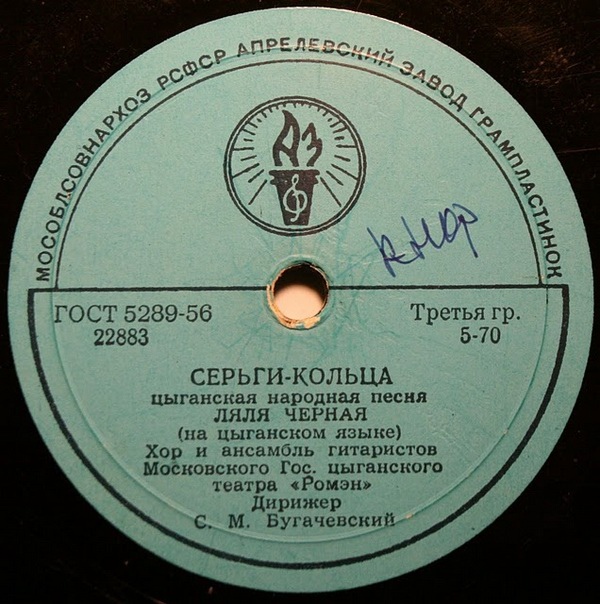 МОСОБЛСОВНАРХОЗ РСФСР АПРЕЛЕВСКИЙ ЗАВОД ГРАМПЛАСТИНОК
АЗ
ГОСТ 5289-56
22883
Третья гр.
5-70
СЕРЬГИ-КОЛЬЦА
цыганская народная песня
ЛЯЛЯ ЧЕРНАЯ
(на цыганском языке)
Хор и ансамбль гитаристов
Московского Гос. цыганского
театра «Ромэн»
Дирижер
С. М. Бугачевский